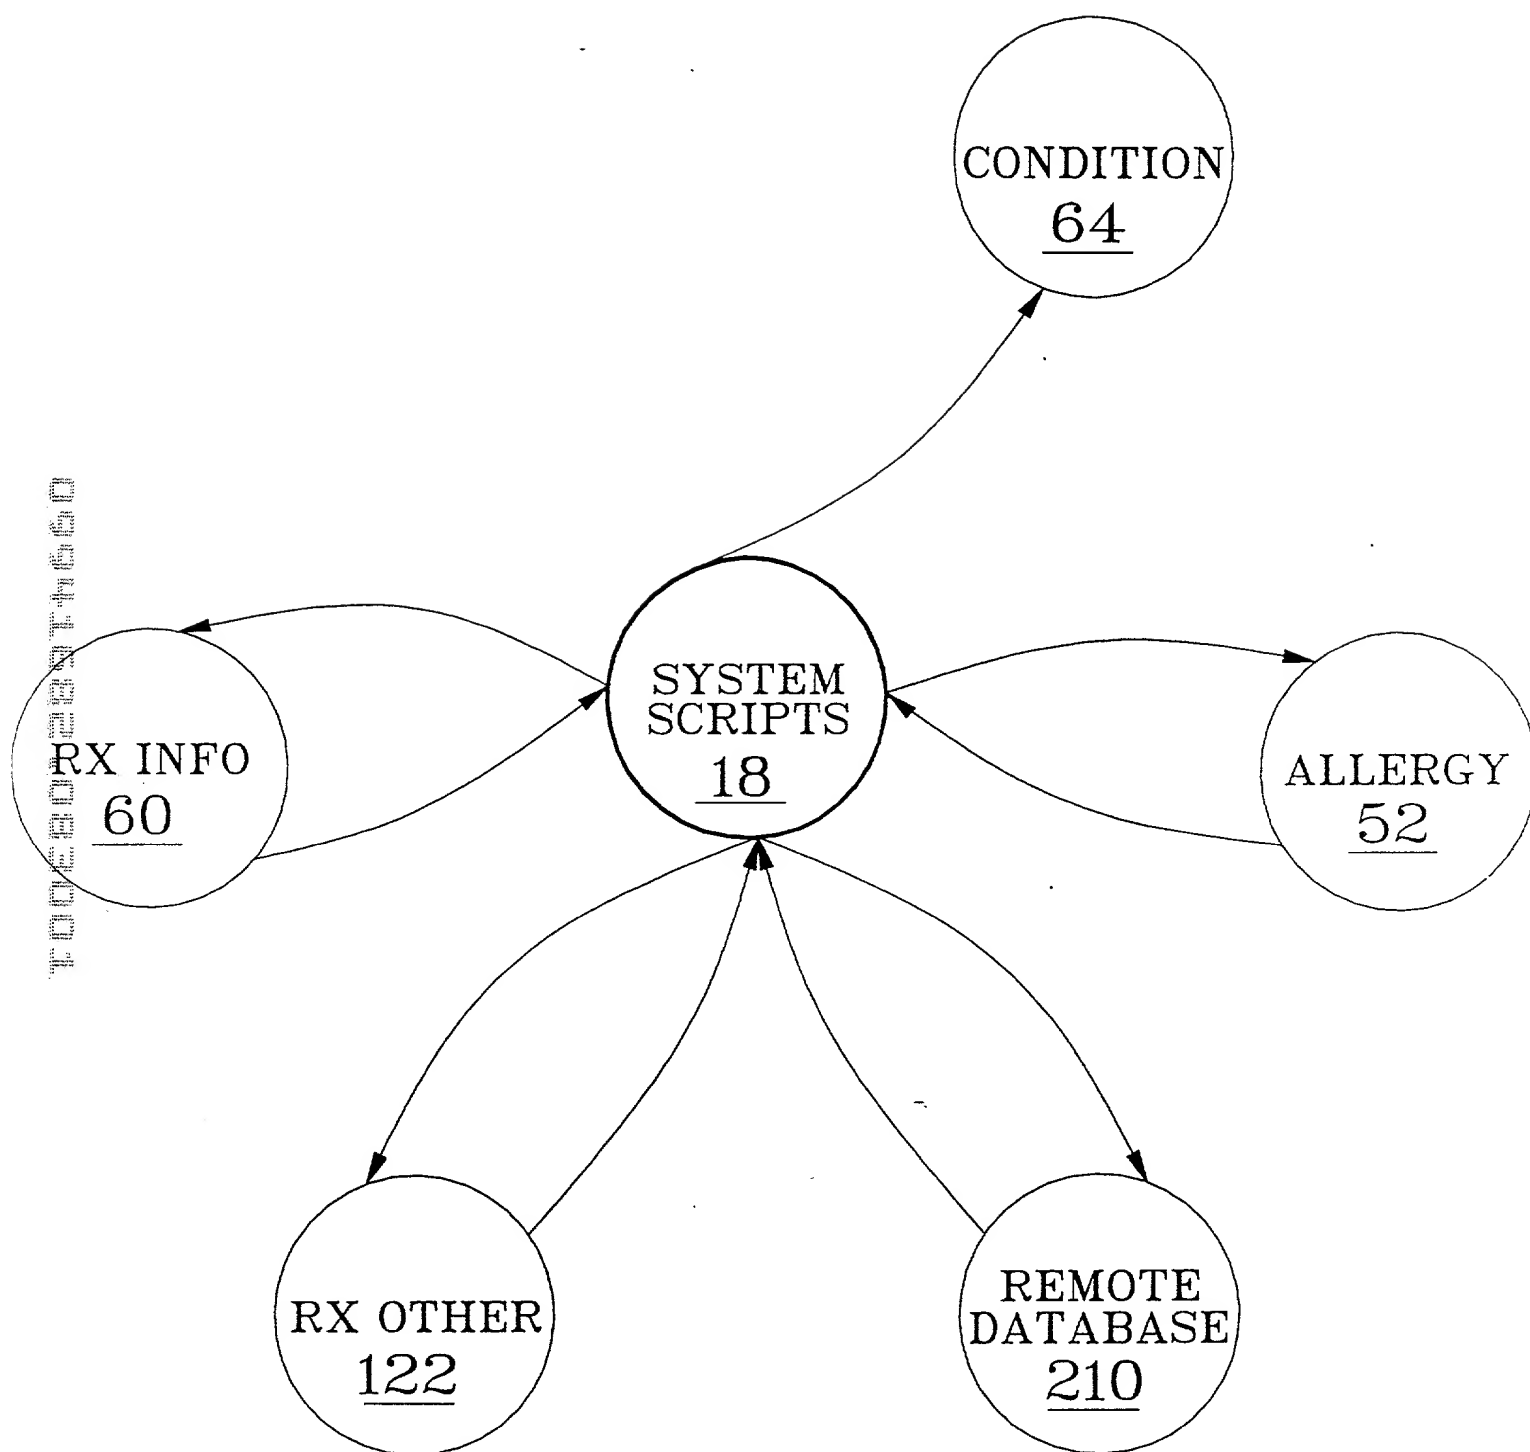 CONDITION
64
SYSTEM
SCRIPTS
18
RX INFO
60
ALLERGY
52
RX OTHER
122
REMOTE
DATABASE
210